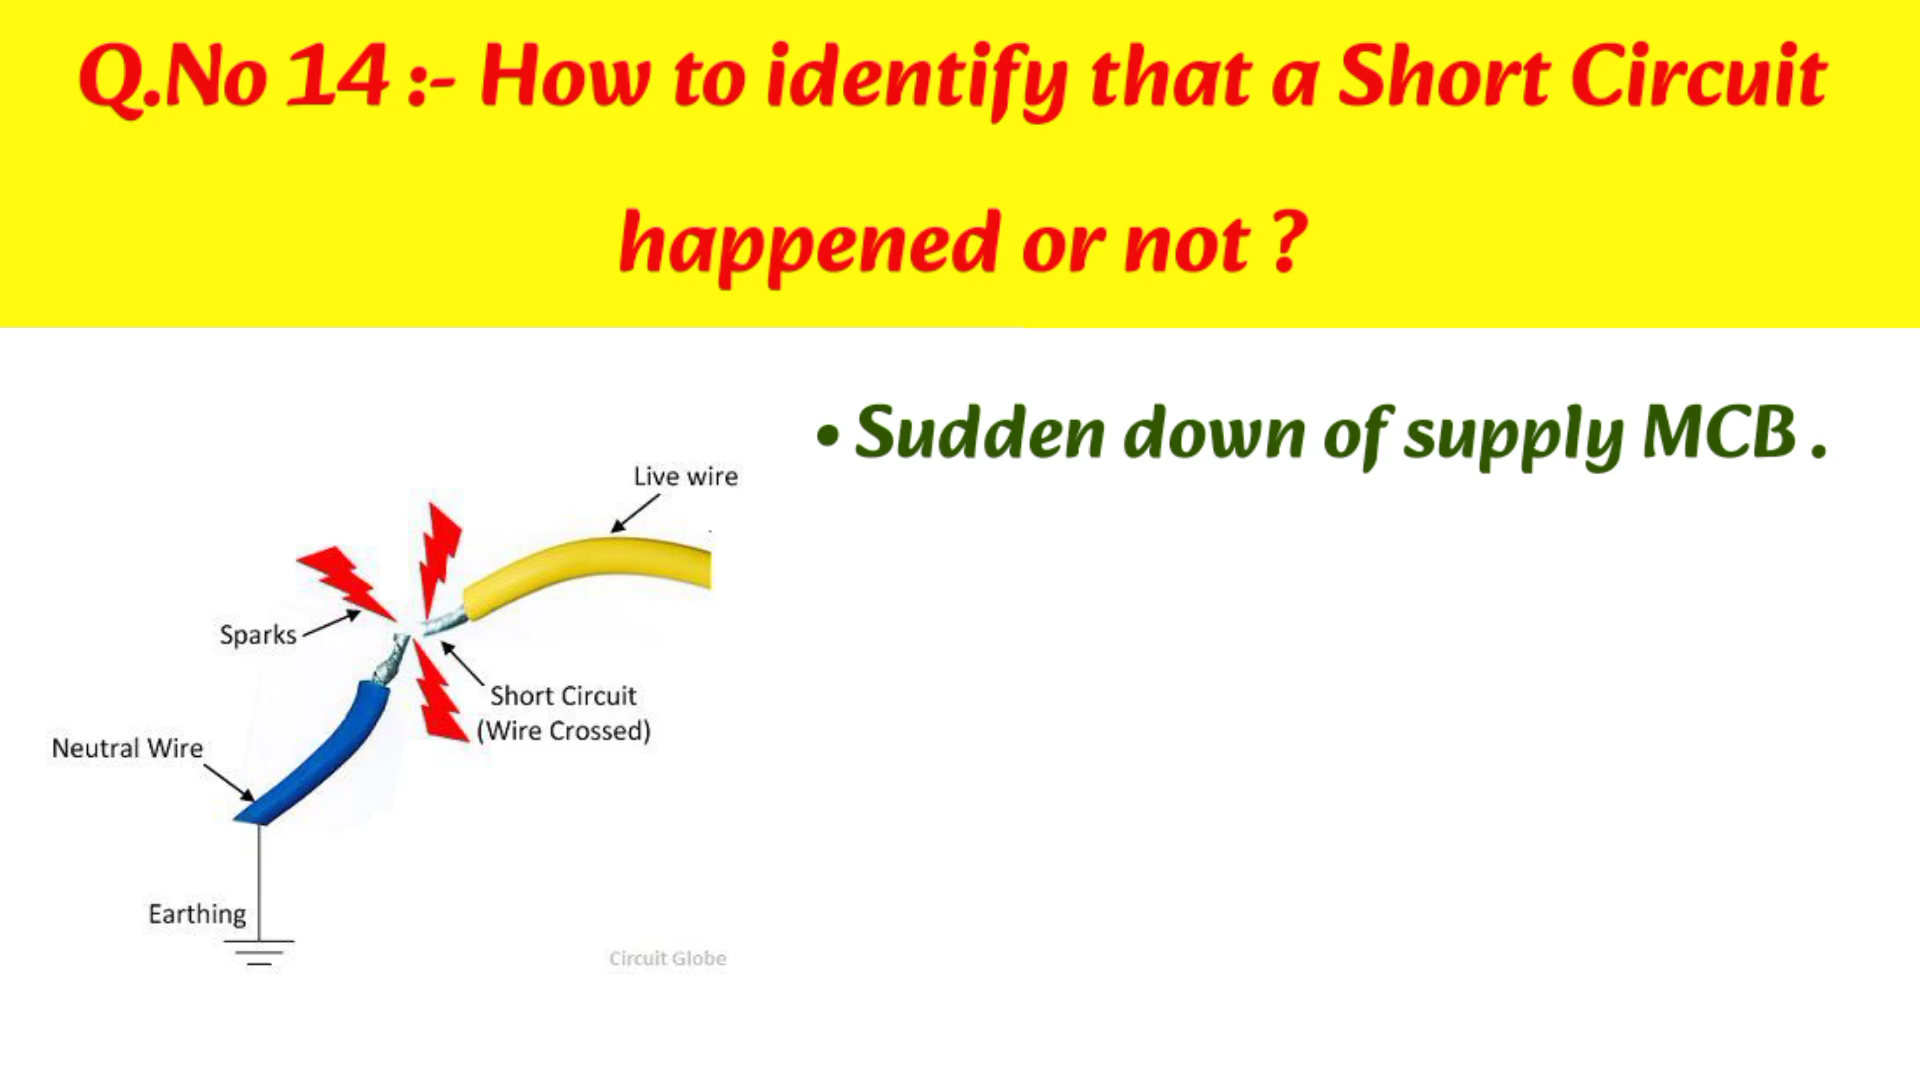 Q.No 14 :- How to identify that a Short Circuit
happened or not ?
• Sudden down of supply MCB .
Live wire
Sparks
Short Circuit
(Wire Crossed)
Neutral Wire
Earthing
Circuit Globe